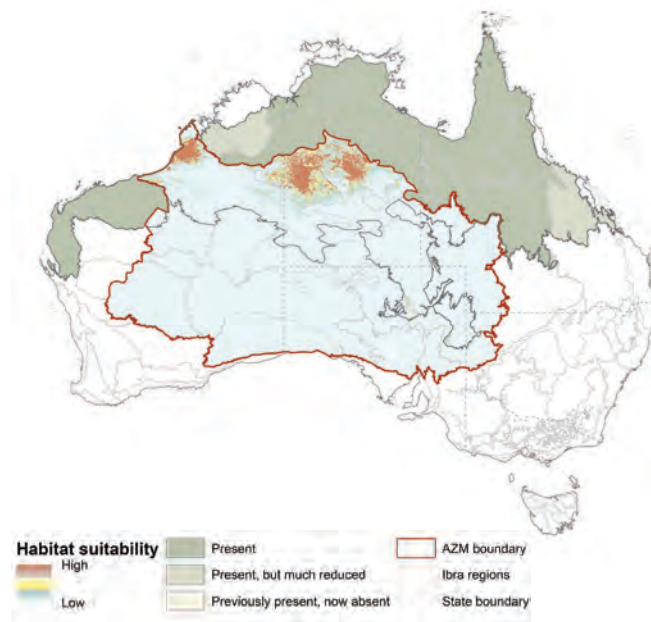 Habitat suitability
High
Low
Present
Present, but much reduced
Previously present, now absent
AZM boundary
Ibra regions
State boundary